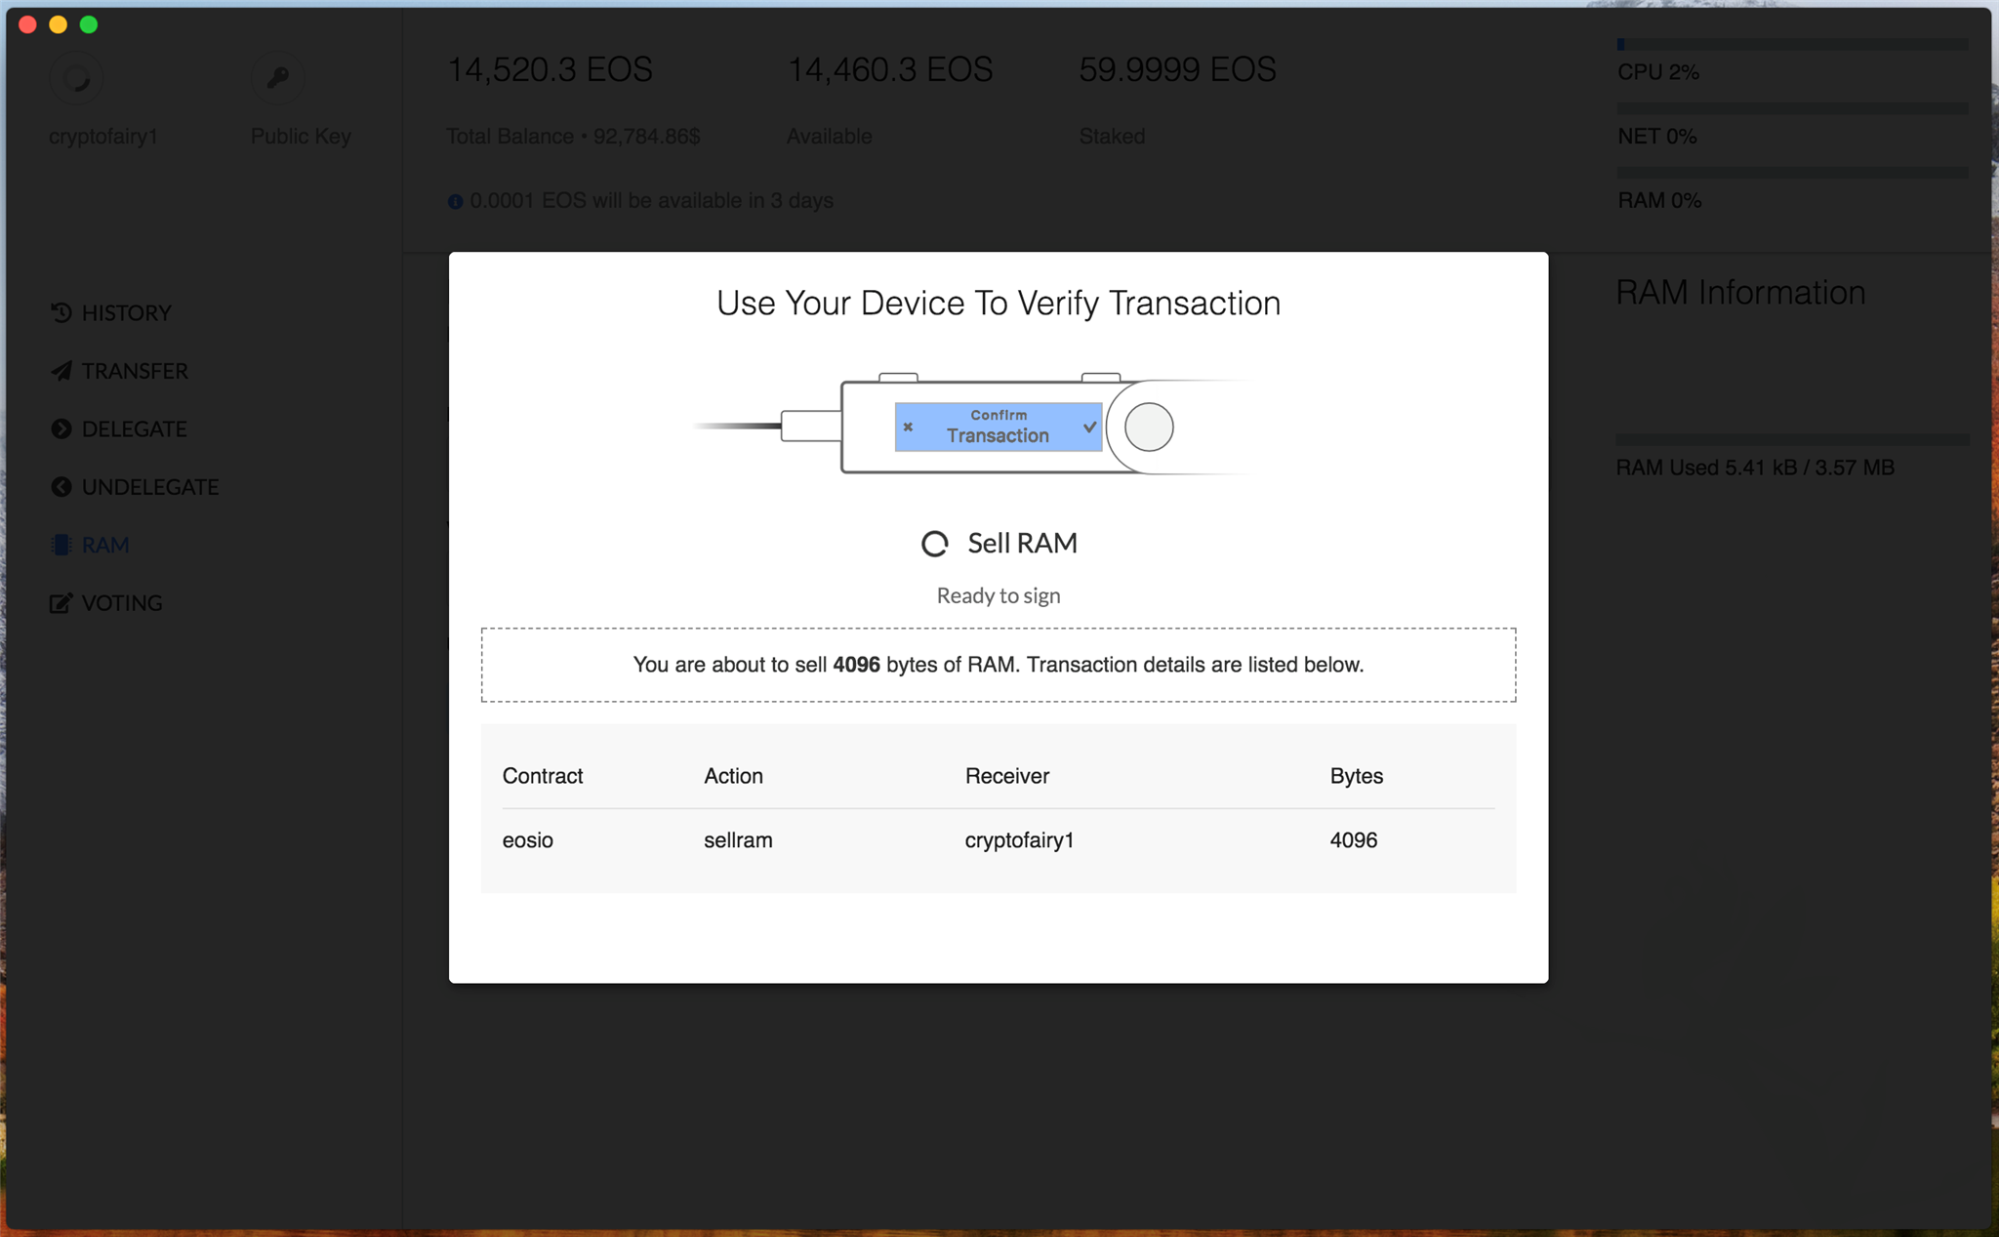 14,520.3 EOS
14,460.3 EOS
59.9999 EOS
CPU 2%
cryptofairy1
Public Key
Total Balance • 92,784.86$
Available
Staked
NET 0%
0.0001 EOS will be available in 3 days
RAM 0%
HISTORY
TRANSFER
DELEGATE
UNDELEGATE
RAM
VOTING
Use Your Device To Verify Transaction
Confirm
Transaction
Sell RAM
Ready to sign
You are about to sell 4096 bytes of RAM. Transaction details are listed below.
Contract Action Receiver Bytes
eosio sellram cryptofairy1 4096
RAM Information
RAM Used 5.41 kB / 3.57 MB